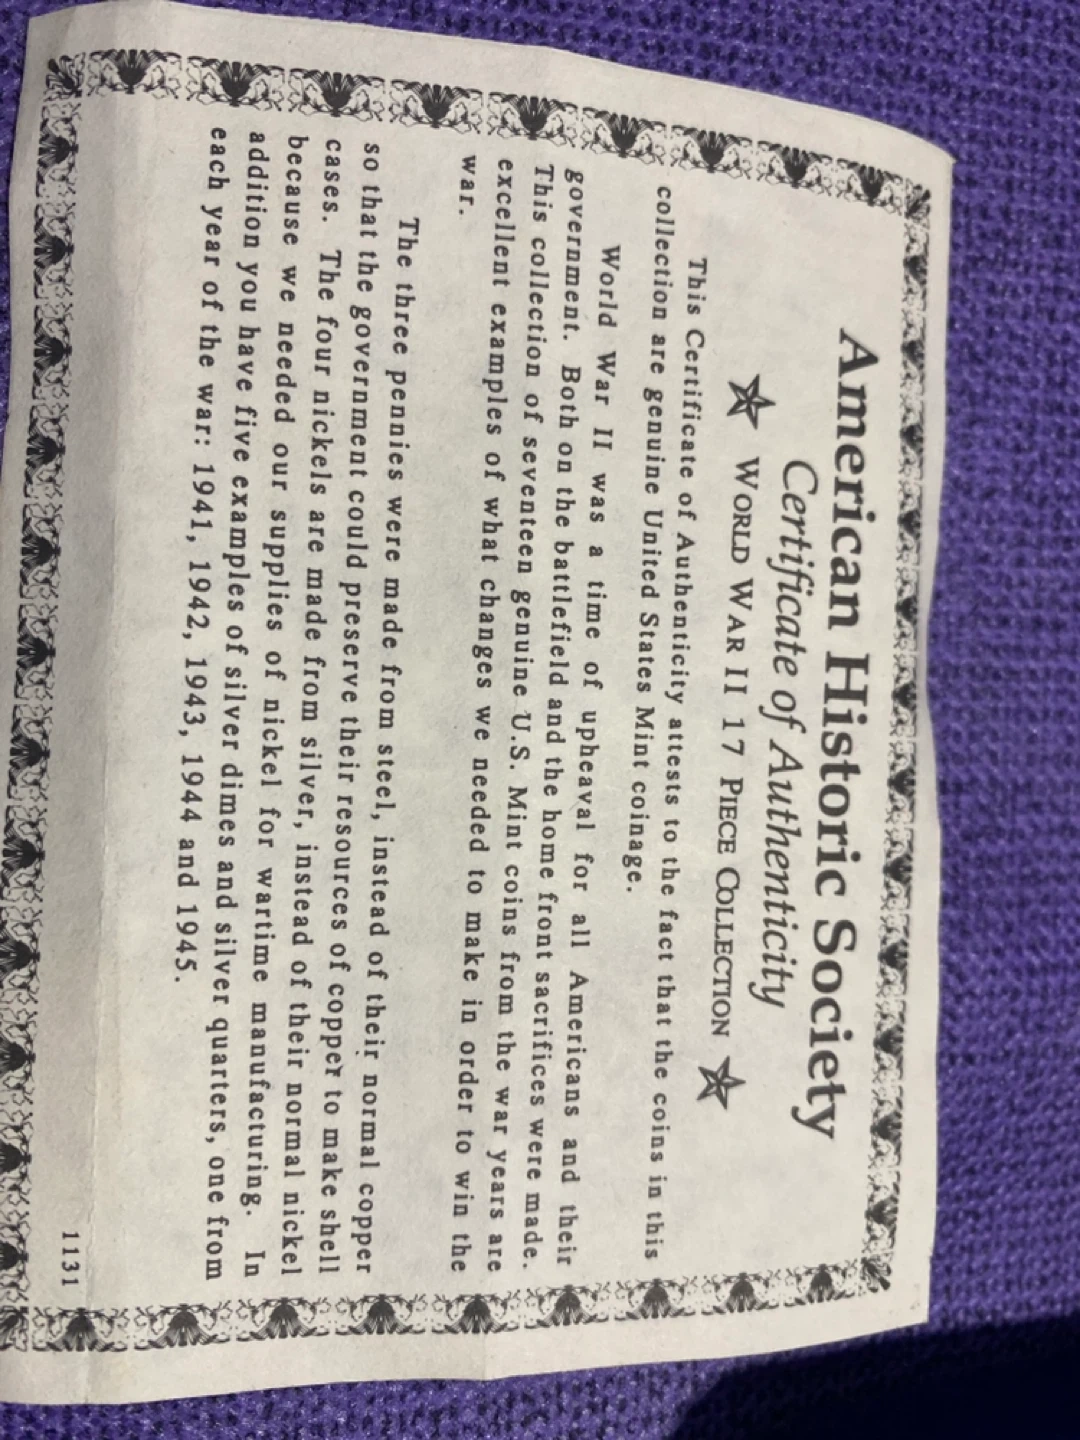 American Historic Society
Certificate of Authenticity
WORLD WAR II 17 PIECE COLLECTION
This Certificate of Authenticity attests to the fact that the coins in this
collection are genuine United States Mint coinage.
World War II was a time of upheaval for all Americans and their
government. Both on the battlefield and the home front sacrifices were made.
This collection of seventeen genuine U.S. Mint coins from the war years are
excellent examples of what changes we needed to make in order to win the
war.
The three pennies were made from steel, instead of their normal copper
so that the government could preserve their resources of copper to make shell
cases. The four nickels are made from silver, instead of their normal nickel
because we needed our supplies of nickel for wartime manufacturing. In
addition you have five examples of silver dimes and silver quarters, one from
each year of the war: 1941, 1942, 1943, 1944 and 1945.
1131